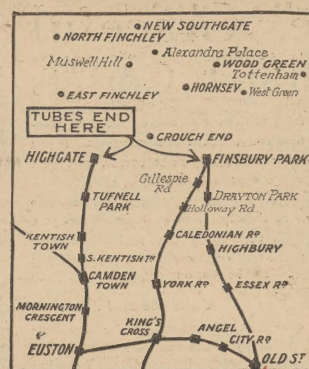 NEW SOUTHGATE
NORTH FINCHLEY
Alexandra Palace
Muswell Hill
WOOD GREEN
Tottenham
HORNSEY
West Green
EAST FINCHLEY
TUBES END
HERE
CROUCH END
HIGHGATE
FINSBURY PARK
Gillespie
Rd
TUFNELL
PARK
DRAYTON PARK
Holloway Rd
KENTISH
TOWN
CALEDONIAN RD
HIGHBURY
S. KENTISH TN
CAMDEN
TOWN
YORK RD
ESSEX RD
MORNINGTON
CRESCENT
KING'S
CROSS
ANGEL
CITY RD
EUSTON
OLD ST.